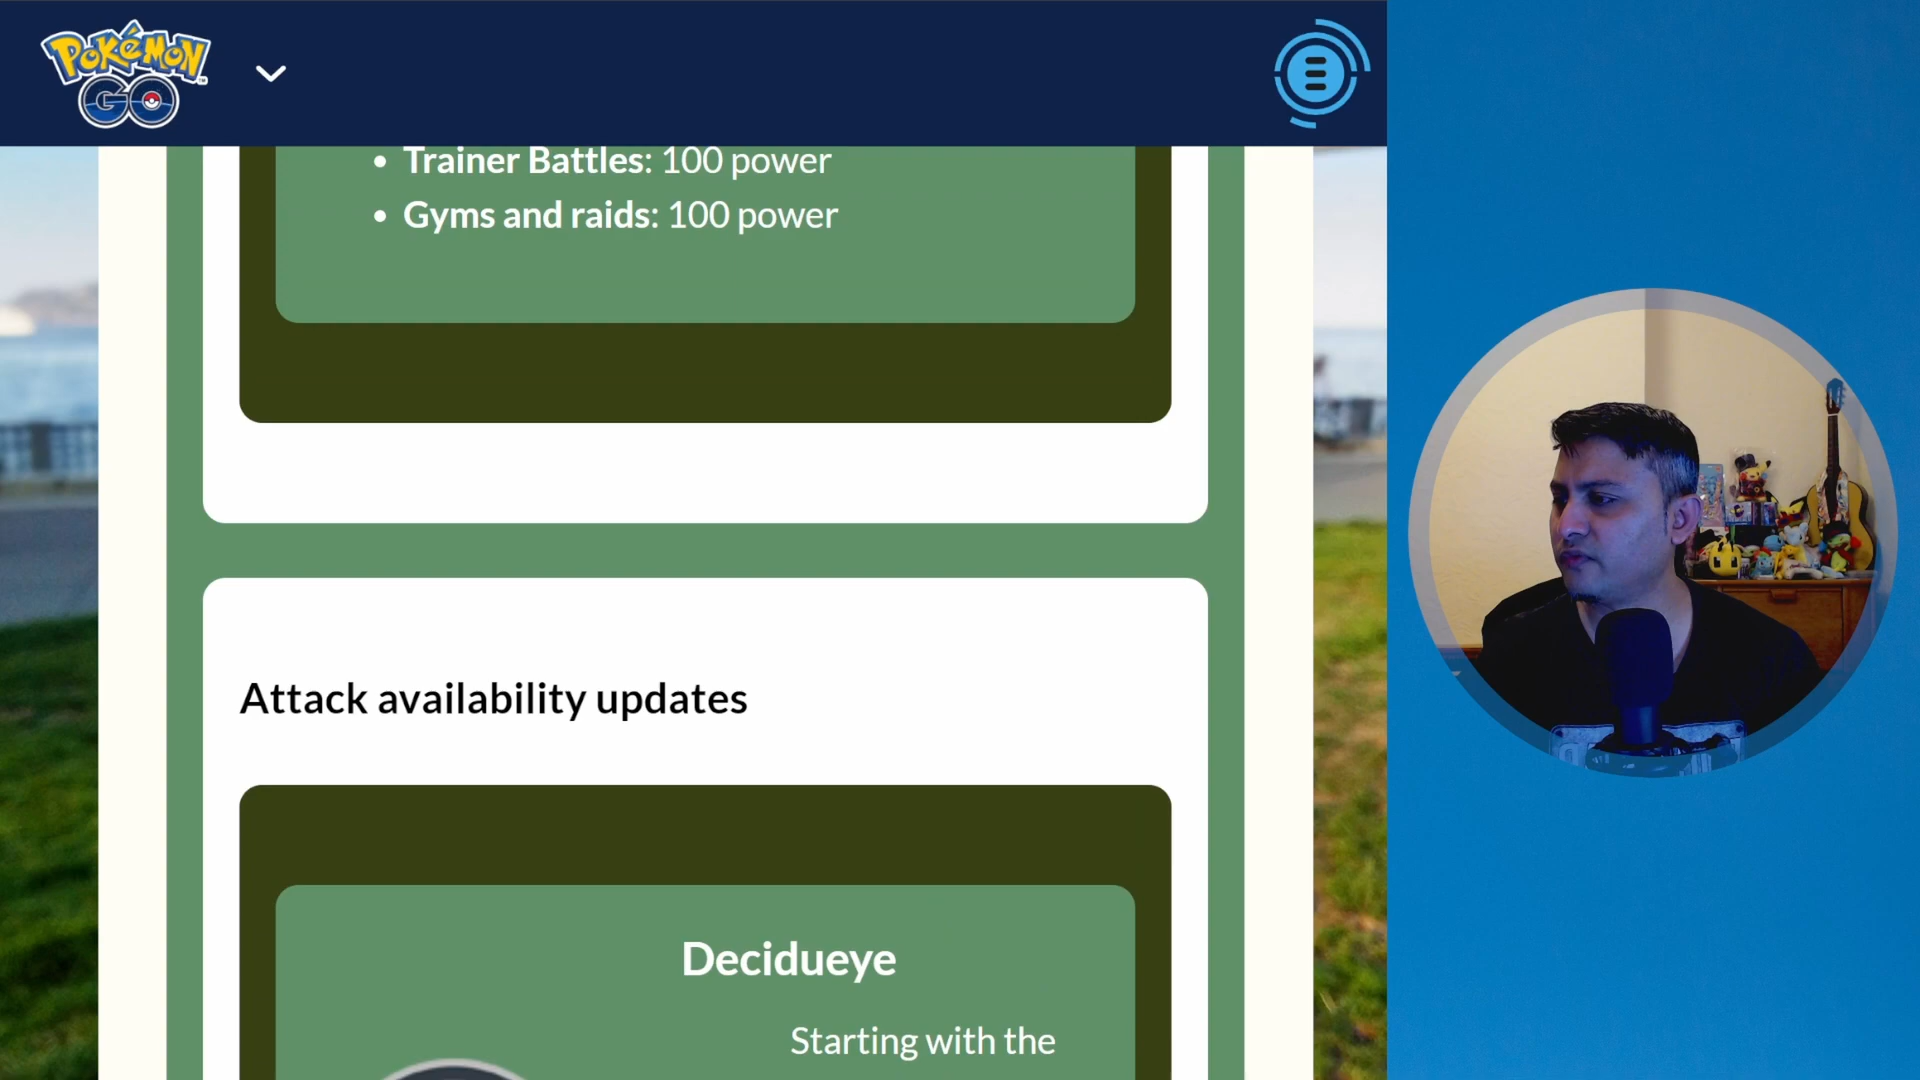 POKéMON
GO
Trainer Battles: 100 power
Gyms and raids: 100 power
Attack availability updates
Decidueye
Starting with the